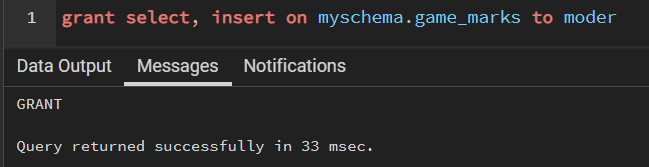 1 grant select, insert on myschema.game_marks to moder
Data Output Messages Notifications
GRANT
Query returned successfully in 33 msec.